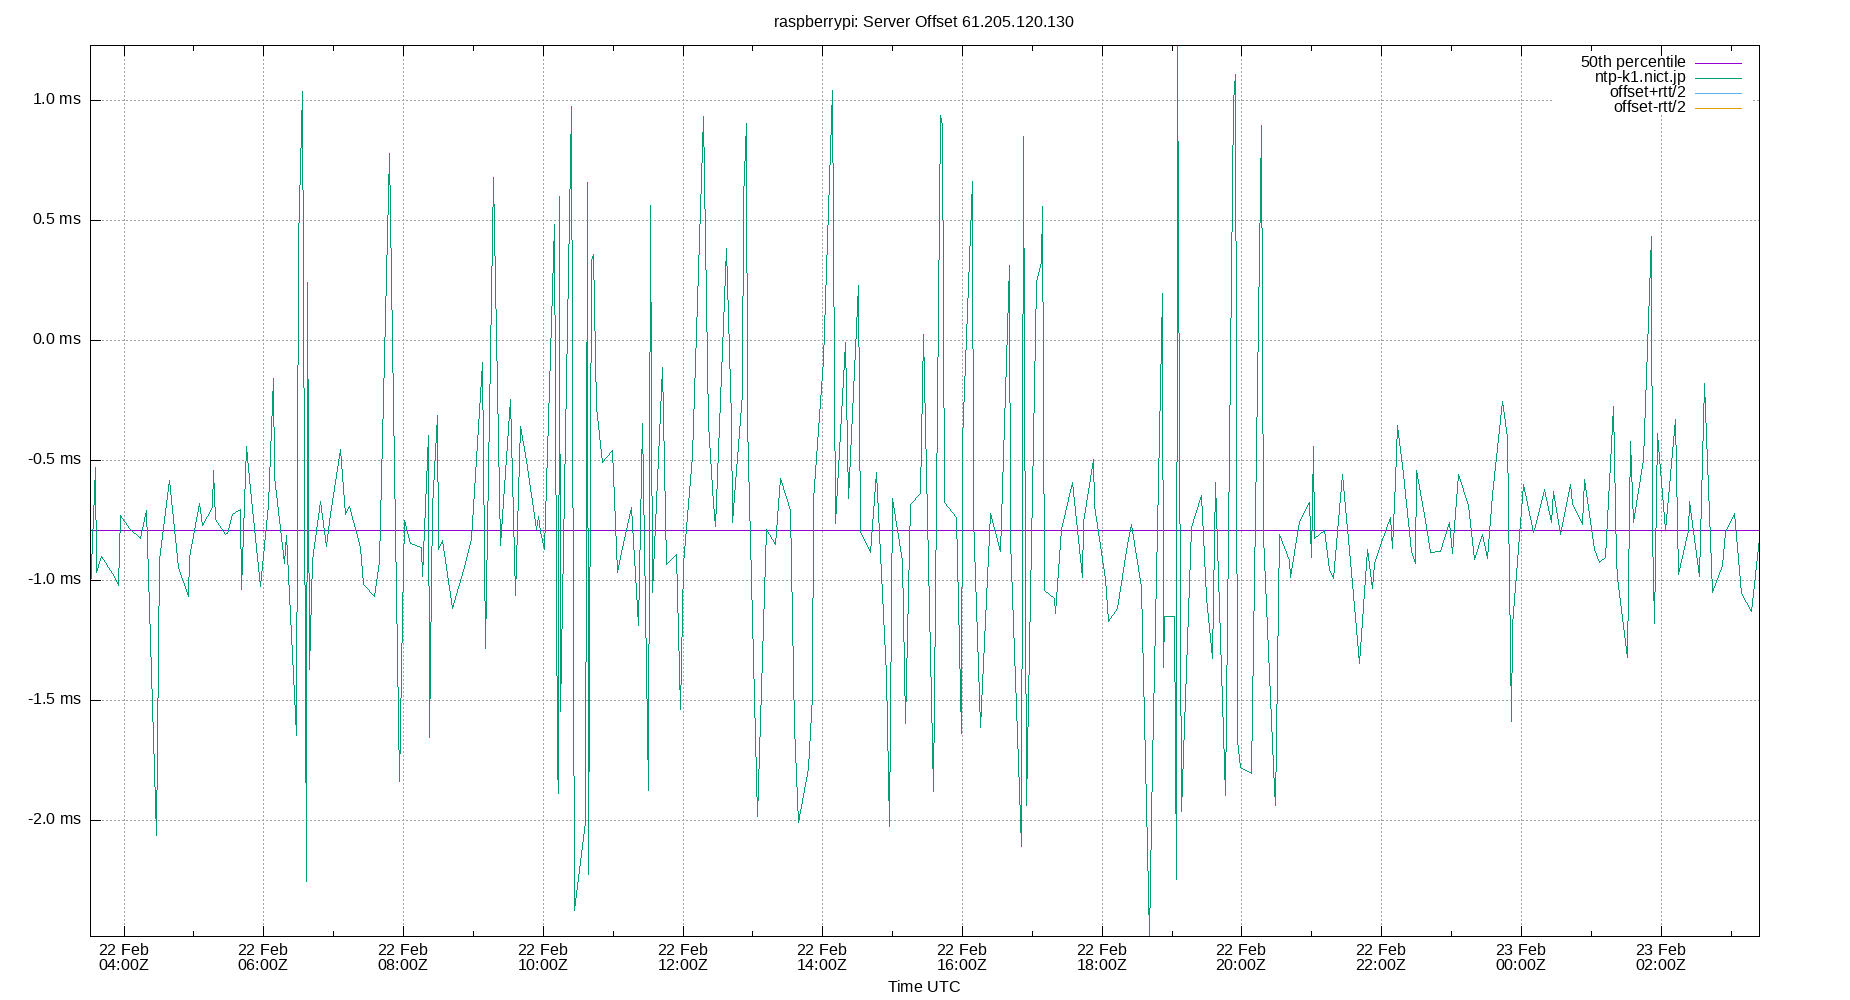 raspberrypi: Server Offset 61.205.120.130
50th percentile
ntp-k1.nict.jp
offset+rtt/2
offset-rtt/2
1.0 ms
0.5 ms
0.0 ms
-0.5 ms
-1.0 ms
-1.5 ms
-2.0 ms
22 Feb 22 Feb 22 Feb 22 Feb 22 Feb 22 Feb 22 Feb 22 Feb 22 Feb 22 Feb 23 Feb 23 Feb
04:00Z 06:00Z 08:00Z 10:00Z 12:00Z 14:00Z 16:00Z 18:00Z 20:00Z 22:00Z 00:00Z 02:00Z
Time UTC